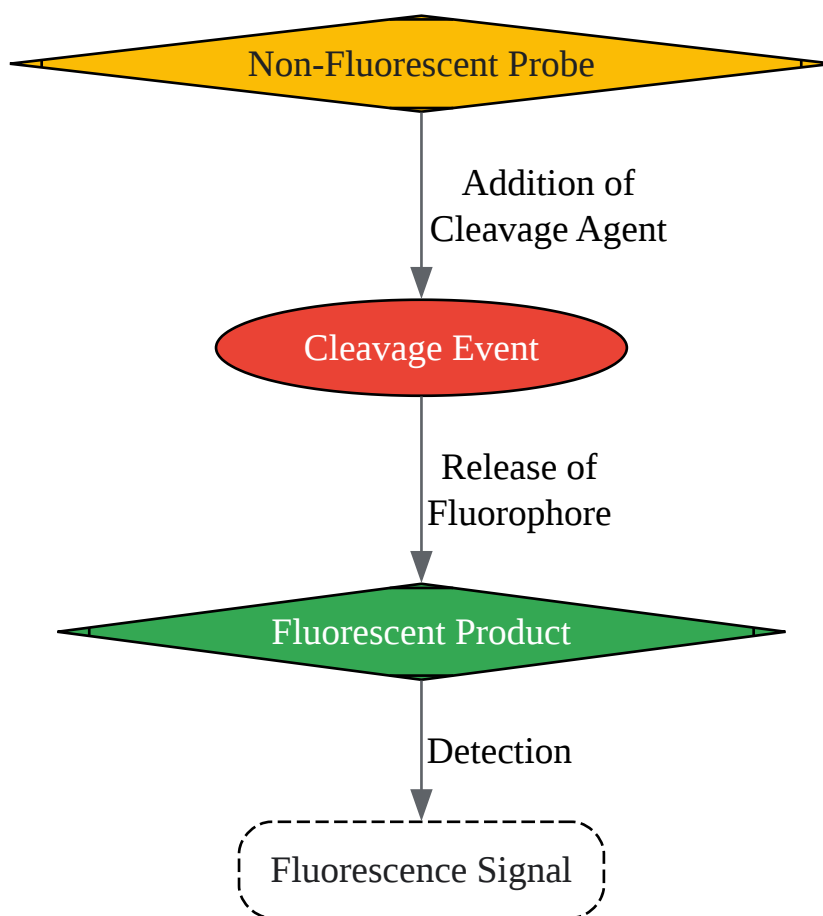 Non-Fluorescent Probe
Addition of
Cleavage Agent
Cleavage Event
Release of
Fluorophore
Fluorescent Product
Detection
Fluorescence Signal